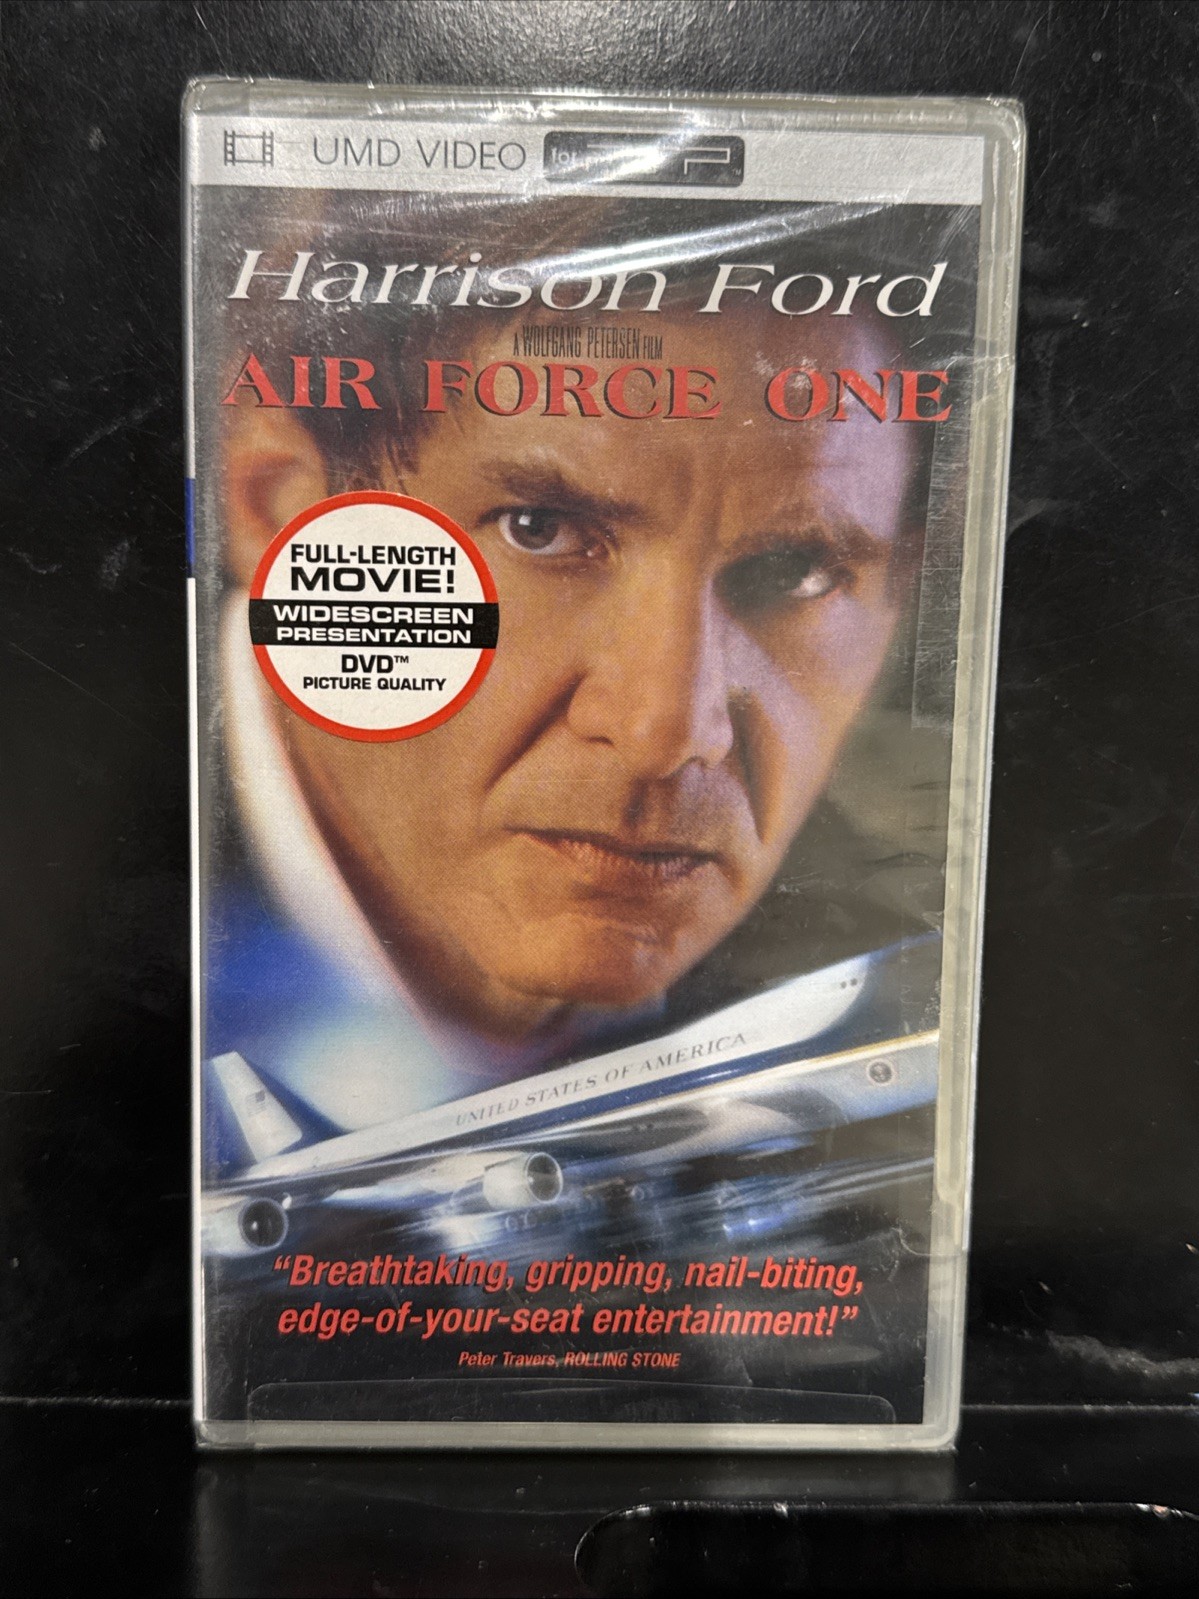 UMD VIDEO for PSP™
Harrison Ford
A WOLFGANG PETERSEN FILM
AIR FORCE ONE
FULL-LENGTH
MOVIE!
WIDESCREEN
PRESENTATION
DVD™
PICTURE QUALITY
UNITED STATES OF AMERICA
“Breathtaking, gripping, nail-biting,
edge-of-your-seat entertainment!”
Peter Travers, ROLLING STONE